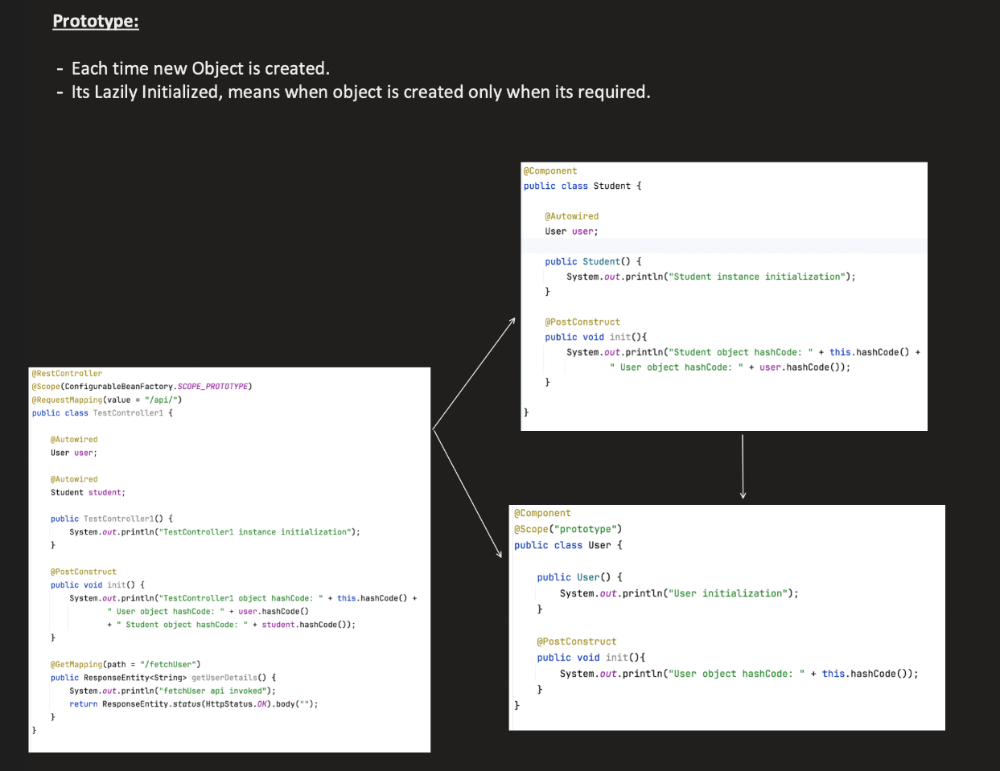 Prototype:
- Each time new Object is created.
- Its Lazily Initialized, means when object is created only when its required.
@RestController
@Scope(ConfigurableBeanFactory.SCOPE_PROTOTYPE)
@RequestMapping(value = "/api/")
public class TestController1 {
@Autowired
User user;
@Autowired
Student student;
public TestController1() {
System.out.println("TestController1 instance initialization");
}
@PostConstruct
public void init() {
System.out.println("TestController1 object hashCode: " + this.hashCode() +
" User object hashCode: " + user.hashCode()
+ " Student object hashCode: " + student.hashCode());
}
@GetMapping(path = "/fetchUser")
public ResponseEntity<String> getUserDetails() {
System.out.println("fetchUser api invoked");
return ResponseEntity.status(HttpStatus.OK).body("");
}
}
@Component
public class Student {
@Autowired
User user;
public Student() {
System.out.println("Student instance initialization");
}
@PostConstruct
public void init(){
System.out.println("Student object hashCode: " + this.hashCode() +
" User object hashCode: " + user.hashCode());
}
}
@Component
@Scope("prototype")
public class User {
public User() {
System.out.println("User initialization");
}
@PostConstruct
public void init(){
System.out.println("User object hashCode: " + this.hashCode());
}
}